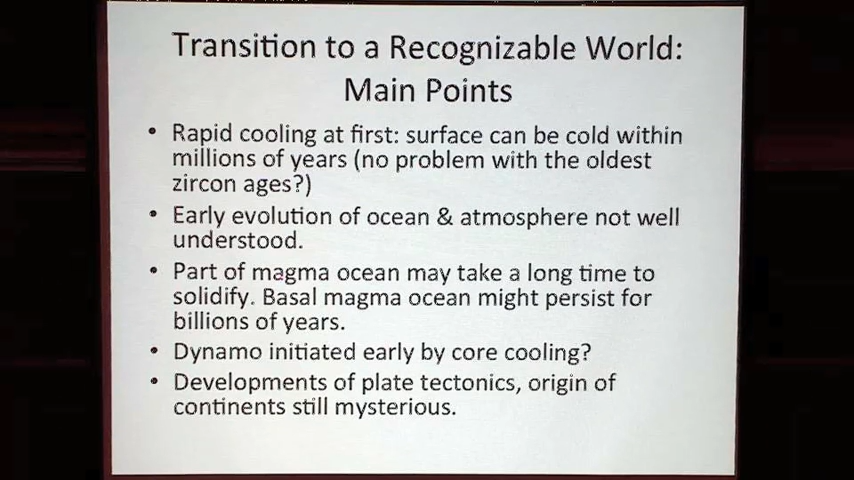 Transition to a Recognizable World:
Main Points
• Rapid cooling at first: surface can be cold within
millions of years (no problem with the oldest
zircon ages?)
• Early evolution of ocean & atmosphere not well
understood.
• Part of magma ocean may take a long time to
solidify. Basal magma ocean might persist for
billions of years.
• Dynamo initiated early by core cooling?
• Developments of plate tectonics, origin of
continents still mysterious.